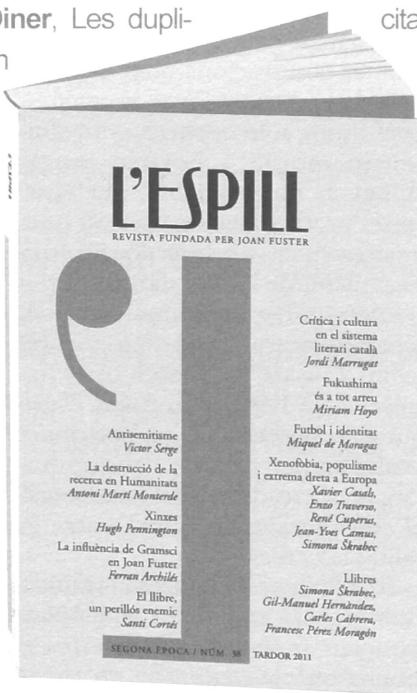 Diner, Les dupli-
cita
L'ESPILL
REVISTA FUNDADA PER JOAN FUSTER
Antisemitisme
Victor Serge
La destrucció de la
recerca en Humanitats
Antoni Martí Monterde
Xinxes
Hugh Pennington
La influència de Gramsci
en Joan Fuster
Ferran Archilés
El llibre,
un perillós enemic
Santi Cortés
Crítica i cultura
en el sistema
literari català
Jordi Marrugat
Fukushima
és a tot arreu
Miriam Hoyo
Futbol i identitat
Miquel de Moragas
Xenofòbia, populisme
i extrema dreta a Europa
Xavier Casals,
Enzo Traverso,
René Cuperus,
Jean-Yves Camus,
Simona Škrabec
Llibres
Simona Škrabec,
Gil-Manuel Hernàndez,
Carles Cabrera,
Francesc Pérez Moragón
SEGONA ÈPOCA / NÚM. 38 TARDOR 2011